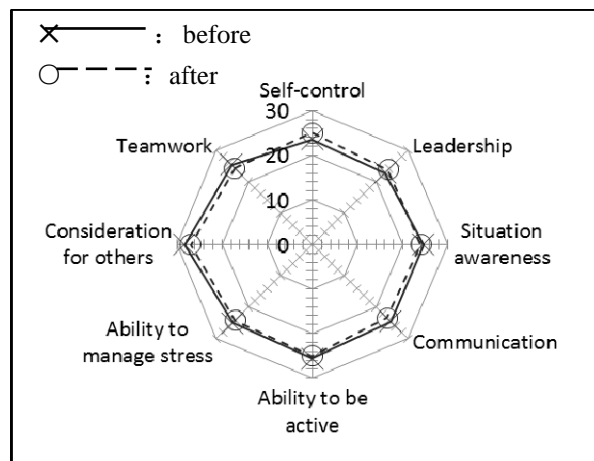 : before
: after
Self-control
30
Teamwork
Leadership
20
10
Consideration
for others
0
Situation
awareness
Ability to
manage stress
Communication
Ability to be
active